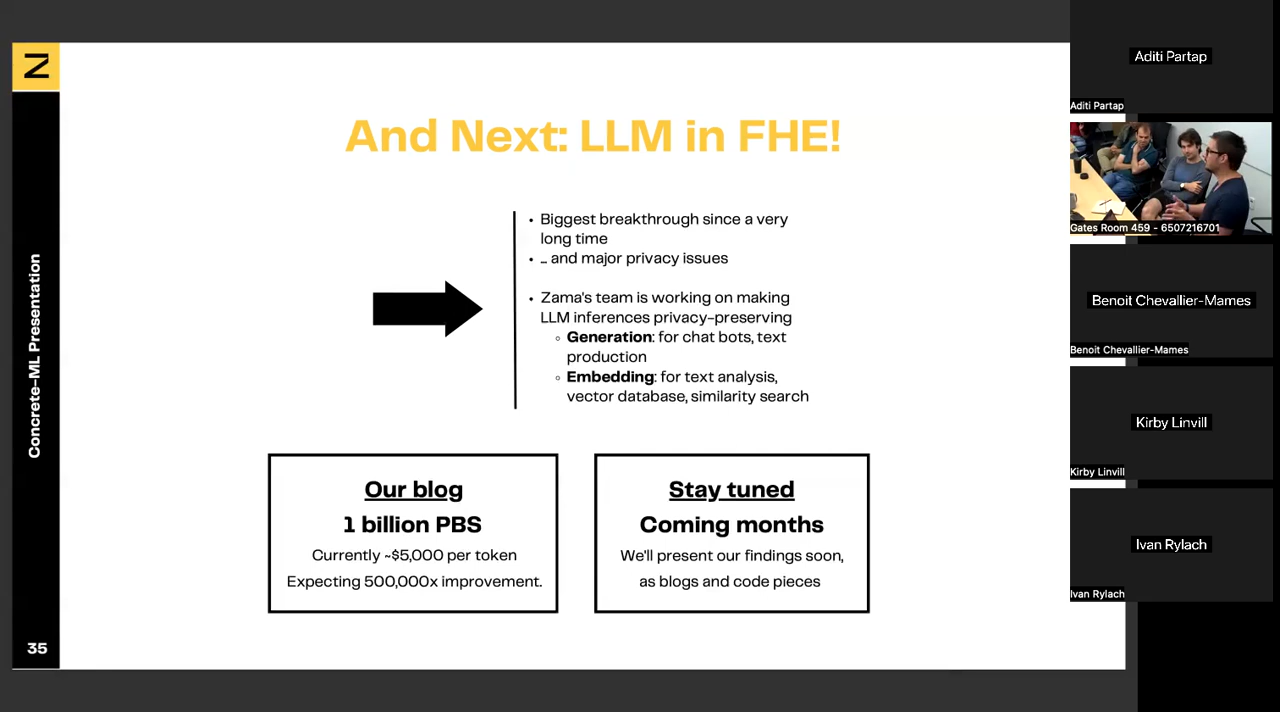 Z
Concrete-ML Presentation
35
And Next: LLM in FHE!
• Biggest breakthrough since a very
long time
• … and major privacy issues
• Zama's team is working on making
LLM inferences privacy-preserving
◦ Generation: for chat bots, text
production
◦ Embedding: for text analysis,
vector database, similarity search
Our blog
1 billion PBS
Currently ~$5,000 per token
Expecting 500,000x improvement.
Stay tuned
Coming months
We'll present our findings soon,
as blogs and code pieces
Aditi Partap
Aditi Partap
Gates Room 459 - 6507216701
Benoit Chevallier-Mames
Benoit Chevallier-Mames
Kirby Linvill
Kirby Linvill
Ivan Rylach
Ivan Rylach